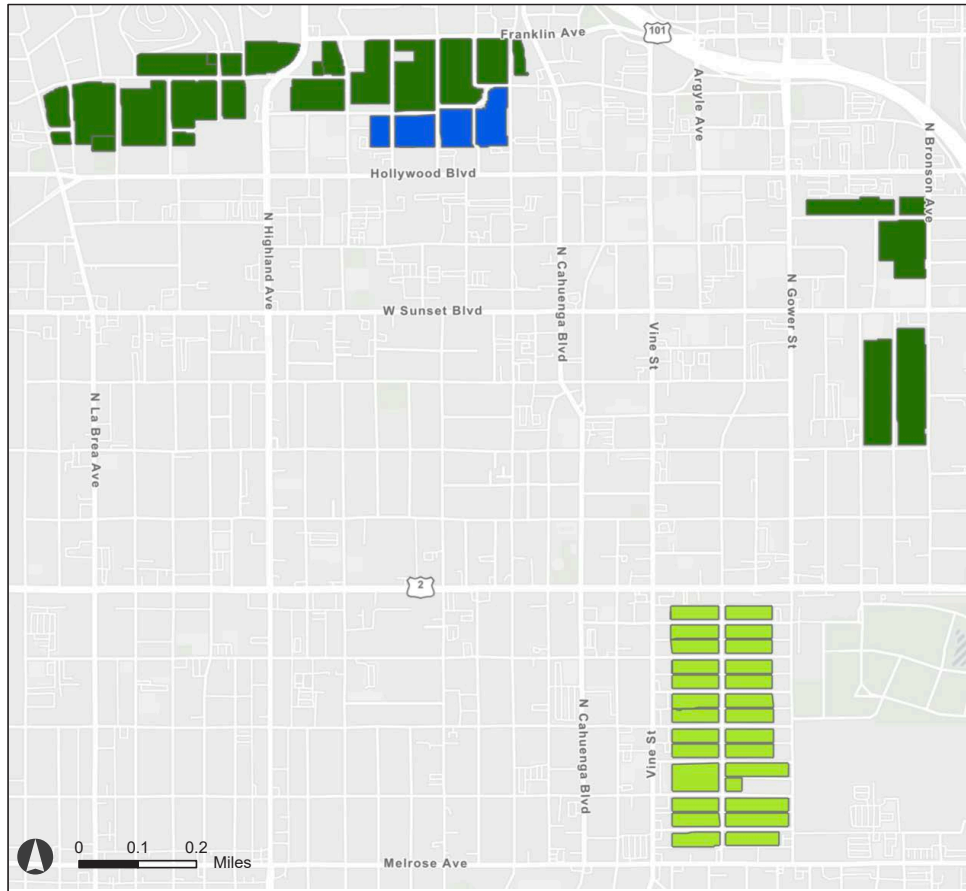 Franklin Ave
101
Argyle Ave
N Bronson Ave
Hollywood Blvd
N Highland Ave
N Cahuenga Blvd
N Gower St
W Sunset Blvd
Vine St
N La Brea Ave
2
N Cahuenga Blvd
Vine St
0 0.1 0.2
Miles
Melrose Ave